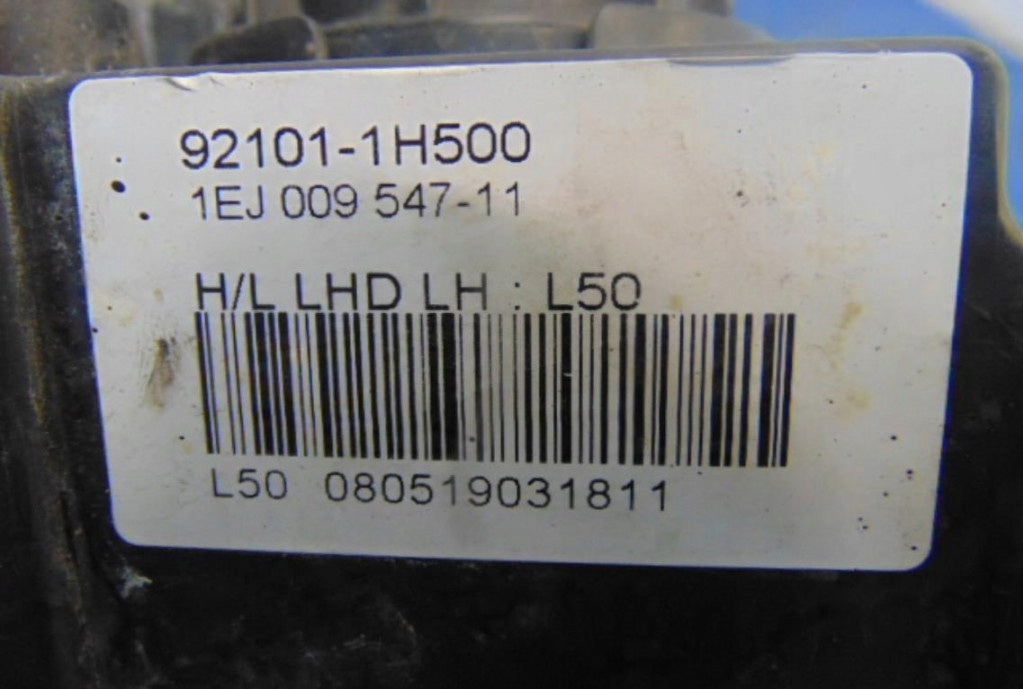 92101-1H500
1EJ 009 547-11
H/L LHD LH : L50
L50 080519031811